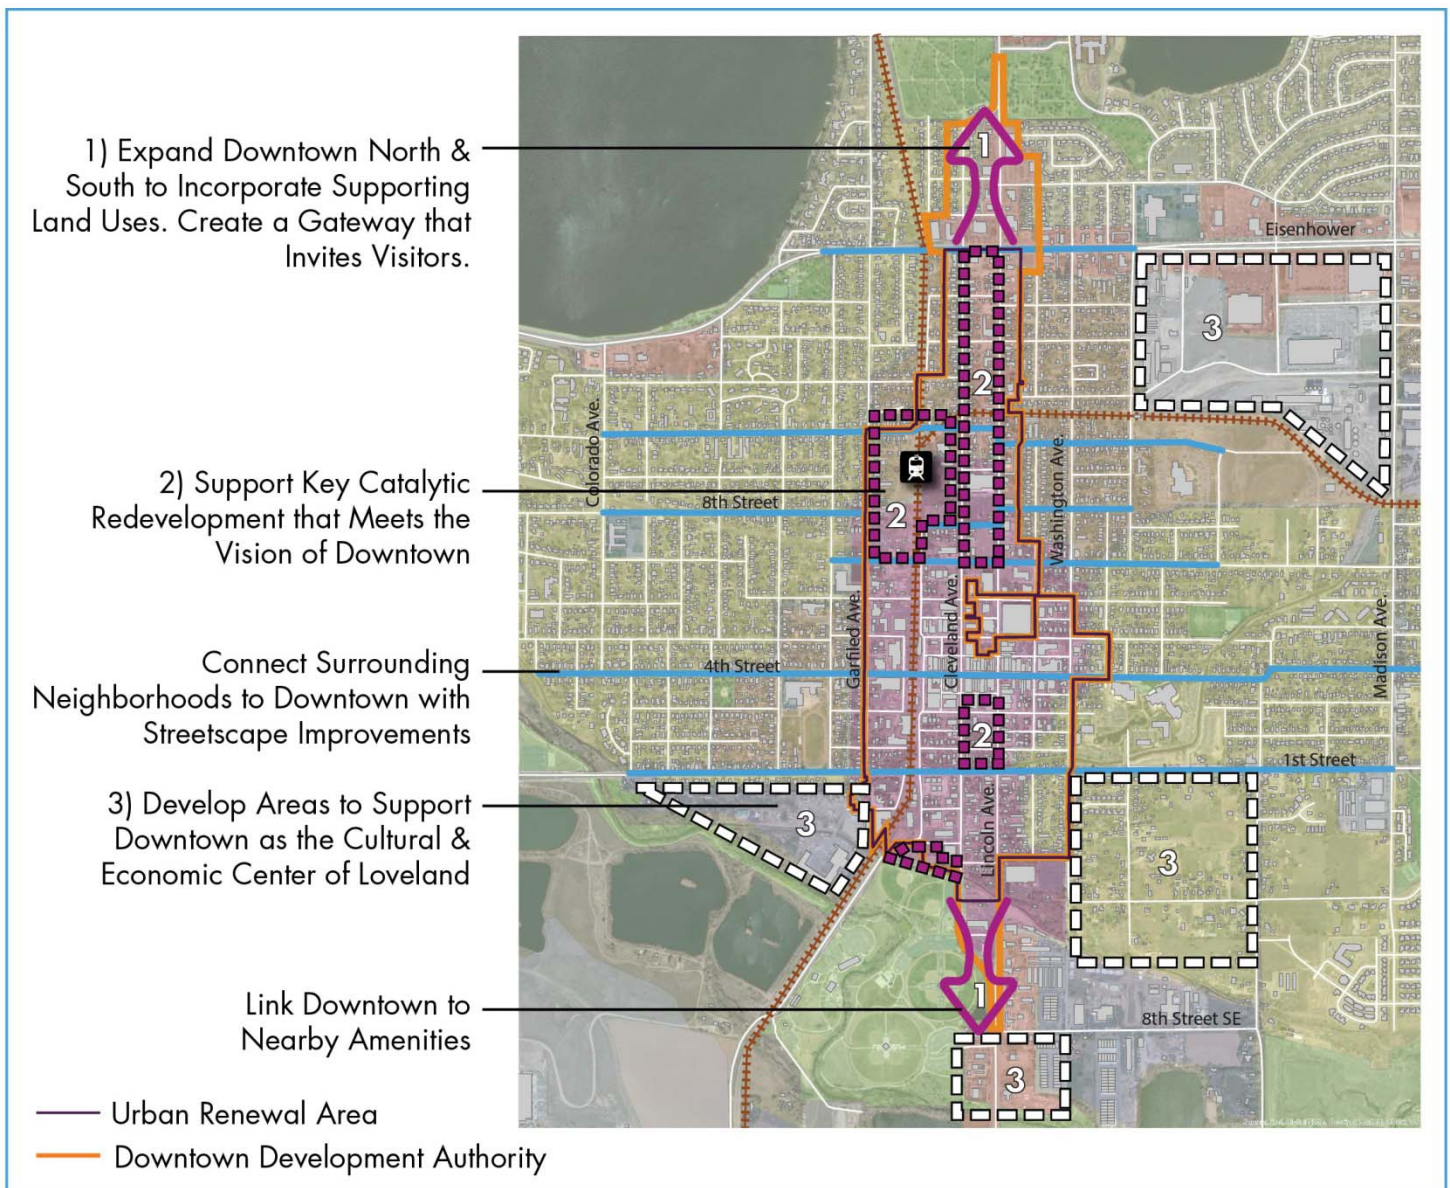 1) Expand Downtown North &
South to Incorporate Supporting
Land Uses. Create a Gateway that
Invites Visitors.
2) Support Key Catalytic
Redevelopment that Meets the
Vision of Downtown
Connect Surrounding
Neighborhoods to Downtown with
Streetscape Improvements
3) Develop Areas to Support
Downtown as the Cultural &
Economic Center of Loveland
Link Downtown to
Nearby Amenities
Urban Renewal Area
Downtown Development Authority
1
Eisenhower
3
2
Colorado Ave.
8th Street
2
Washington Ave.
Garfiled Ave.
Cleveland Ave.
4th Street
Madison Ave.
2
1st Street
3
Lincoln Ave.
3
1
8th Street SE
3